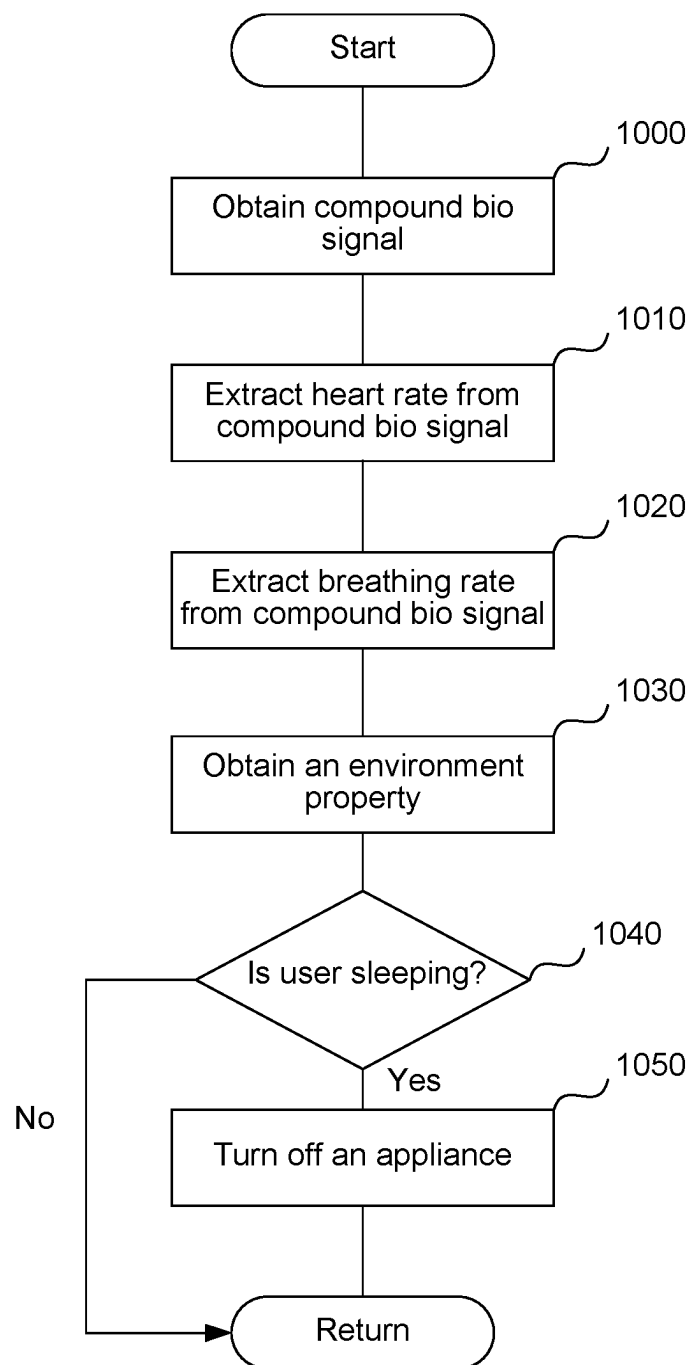 Start
1000
Obtain compound bio
signal
1010
Extract heart rate from
compound bio signal
1020
Extract breathing rate
from compound bio signal
1030
Obtain an environment
property
1040
Is user sleeping?
Yes
1050
No
Turn off an appliance
Return